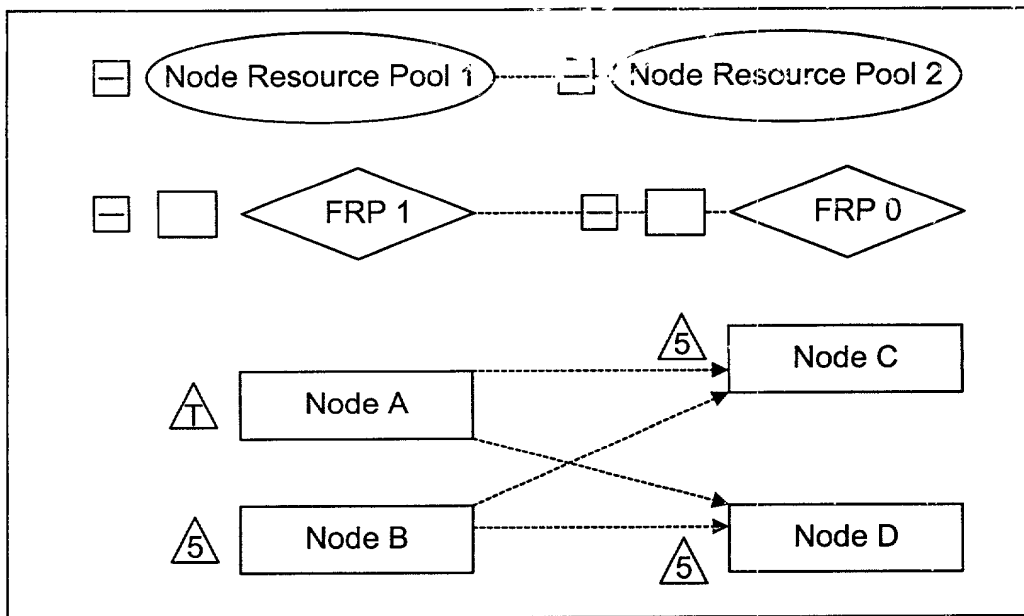 Node Resource Pool 1
Node Resource Pool 2
FRP 1
FRP 0
5
Node C
T
Node A
5
Node B
5
Node D